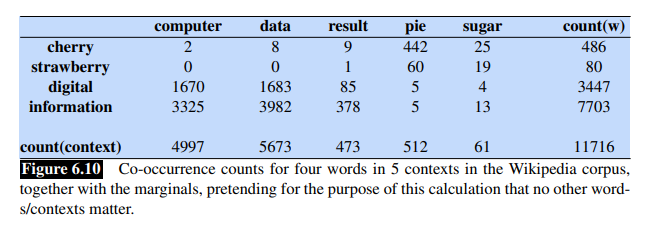 computer data result pie sugar count(w)
cherry 2 8 9 442 25 486
strawberry 0 0 1 60 19 80
digital 1670 1683 85 5 4 3447
information 3325 3982 378 5 13 7703
count(context) 4997 5673 473 512 61 11716
Figure 6.10 Co-occurrence counts for four words in 5 contexts in the Wikipedia corpus,
together with the marginals, pretending for the purpose of this calculation that no other word-
s/contexts matter.